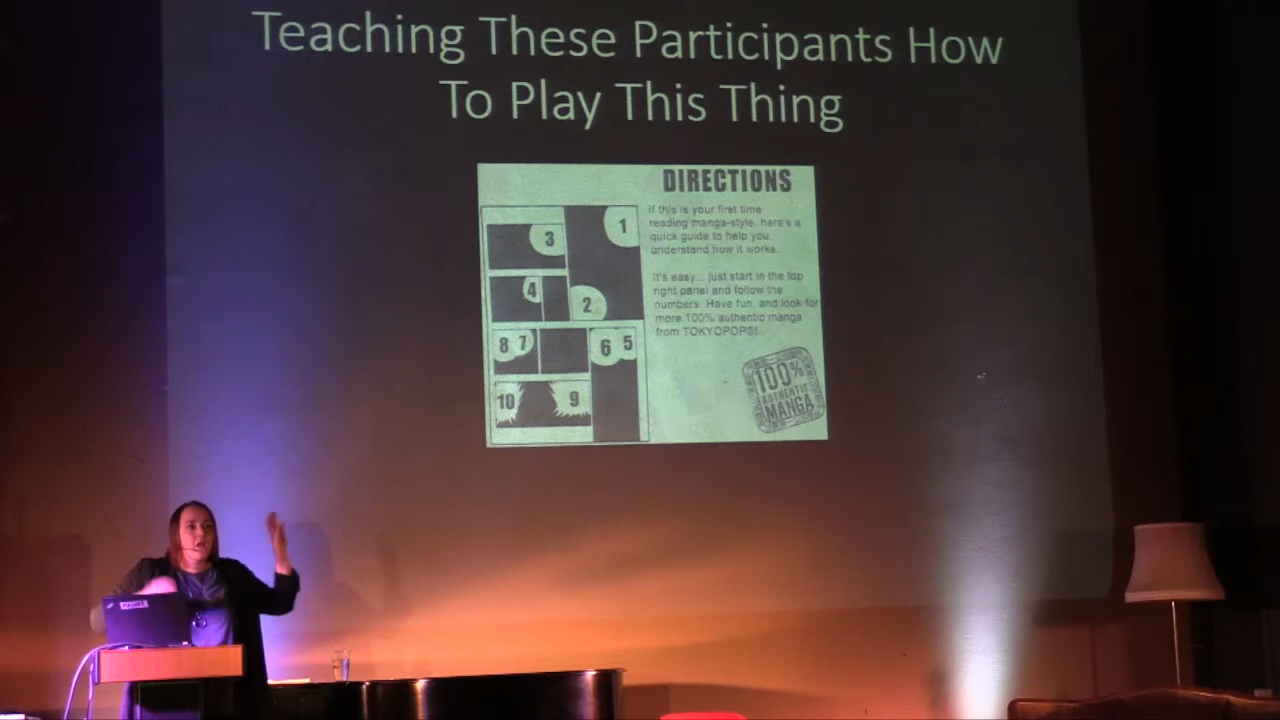 Teaching These Participants How
To Play This Thing
DIRECTIONS
If this is your first time
reading manga-style, here's a
quick guide to help you
understand how it works.
It's easy... just start in the top
right panel and follow the
numbers. Have fun, and look for
more 100% authentic manga
from TOKYOPOP®!
1
3
4
2
8 7
6 5
10
9
100%
AUTHENTIC
MANGA